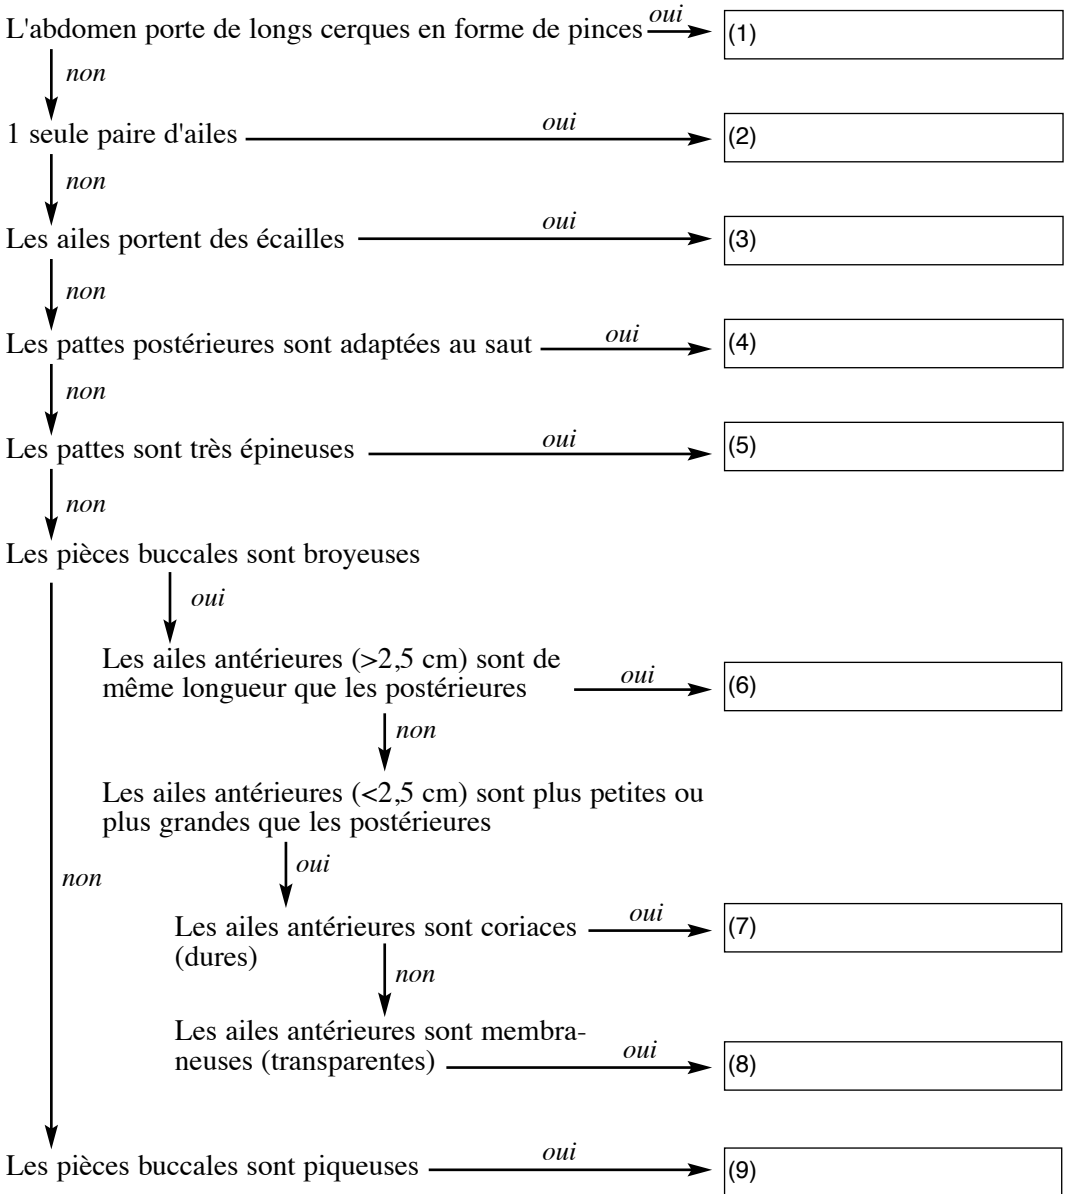 L'abdomen porte de longs cerques en forme de pinces oui (1)
non
1 seule paire d'ailes oui (2)
non
Les ailes portent des écailles oui (3)
non
Les pattes postérieures sont adaptées au saut oui (4)
non
Les pattes sont très épineuses oui (5)
non
Les pièces buccales sont broyeuses
oui
Les ailes antérieures (>2,5 cm) sont de
même longueur que les postérieures oui (6)
non
Les ailes antérieures (<2,5 cm) sont plus petites ou
plus grandes que les postérieures
oui
non
Les ailes antérieures sont coriaces oui (7)
(dures)
non
Les ailes antérieures sont membra-
neuses (transparentes) oui (8)
Les pièces buccales sont piqueuses oui (9)